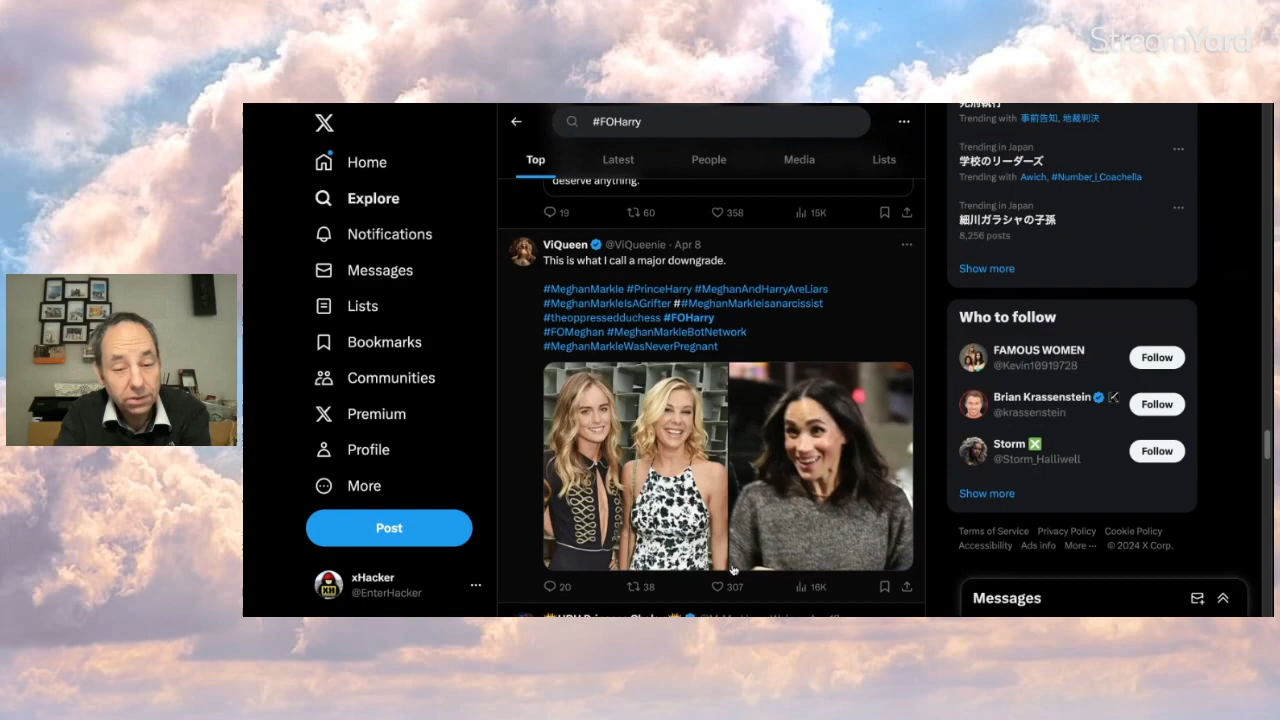 StreamYard
#FOHarry
Top
Latest
People
Media
Lists
Home
Explore
Notifications
Messages
Lists
Bookmarks
Communities
Premium
Profile
More
Post
xHacker
@EnterHacker
deserve anything.
19
60
358
15K
ViQueen @ViQueenie · Apr 8
This is what I call a major downgrade.
#MeghanMarkle #PrinceHarry #MeghanAndHarryAreLiars
#MeghanMarkleIsAGrifter ##MeghanMarkleisanarcissist
#theoppressedduchess #FOHarry
#FOMeghan #MeghanMarkleBotNetwork
#MeghanMarkleWasNeverPregnant
20
38
307
16K
Trending with 事前告知, 地裁判決
Trending in Japan
学校のリーダーズ
Trending with Awich, #Number_i_Coachella
Trending in Japan
細川ガラシャの子孫
8,256 posts
Show more
Who to follow
FAMOUS WOMEN
@Kevin10919728
Follow
Brian Krassenstein
@krassenstein
Follow
Storm
@Storm_Halliwell
Follow
Show more
Terms of Service Privacy Policy Cookie Policy
Accessibility Ads info More ··· © 2024 X Corp.
Messages
KH